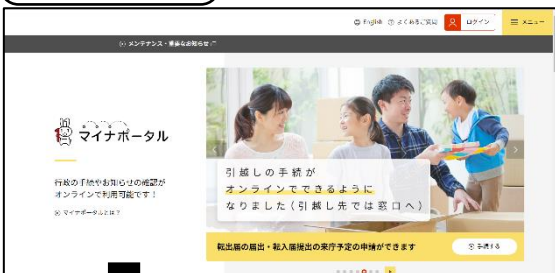 English よくあるご質問 ログイン メニュー
メンテナンス・重要なお知らせ
マイナポータル
行政の手続やお知らせの確認が
オンラインで利用可能です！
マイナポータルとは？
引越しの手続が
オンラインでできるように
なりました（引越し先では窓口へ）
転出届の届出・転入届提出の来庁予定の申請ができます
手続する